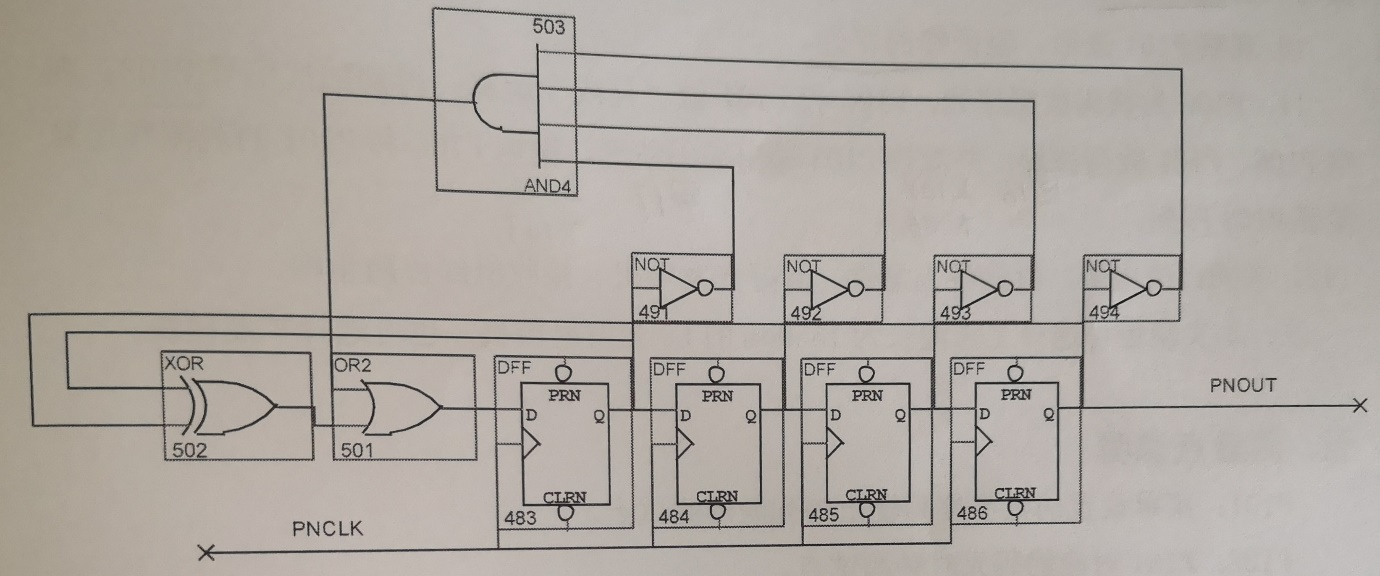 503
AND4
NOT
491
NOT
492
NOT
493
NOT
494
XOR
502
OR2
501
DFF
PRN
D
Q
CLRN
483
DFF
PRN
D
Q
CLRN
484
DFF
PRN
D
Q
CLRN
485
DFF
PRN
D
Q
CLRN
486
PNOUT
PNCLK